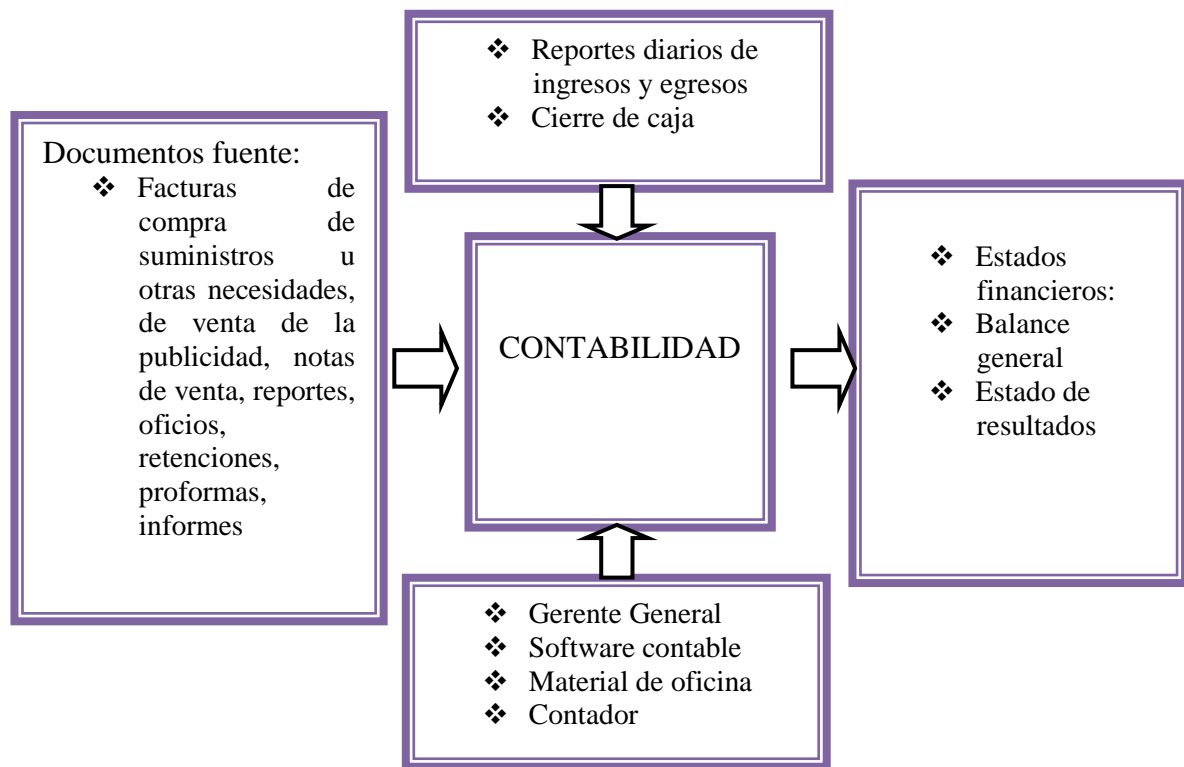 ❖ Reportes diarios de
ingresos y egresos
❖ Cierre de caja
Documentos fuente:
❖ Facturas de
compra de
suministros u
otras necesidades,
de venta de la
publicidad, notas
de venta, reportes,
oficios,
retenciones,
proformas,
informes
CONTABILIDAD
❖ Estados
financieros:
❖ Balance
general
❖ Estado de
resultados
❖ Gerente General
❖ Software contable
❖ Material de oficina
❖ Contador